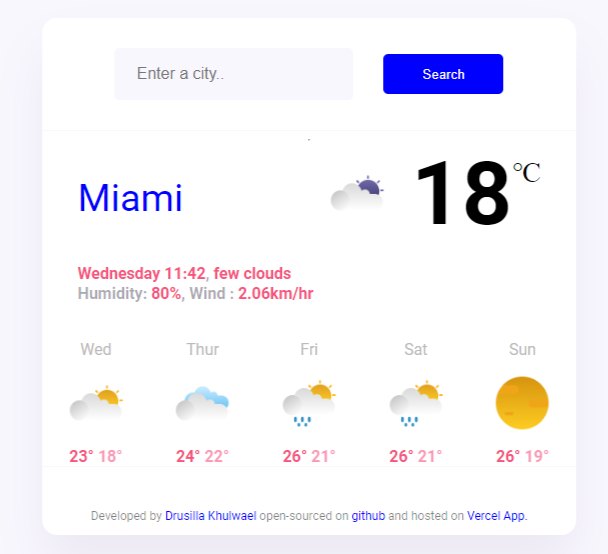 Enter a city..
Search
Miami
18°C
Wednesday 11:42, few clouds
Humidity: 80%, Wind : 2.06km/hr
Wed Thur Fri Sat Sun
23° 18° 24° 22° 26° 21° 26° 21° 26° 19°
Developed by Drusilla Khulwael open-sourced on github and hosted on Vercel App.